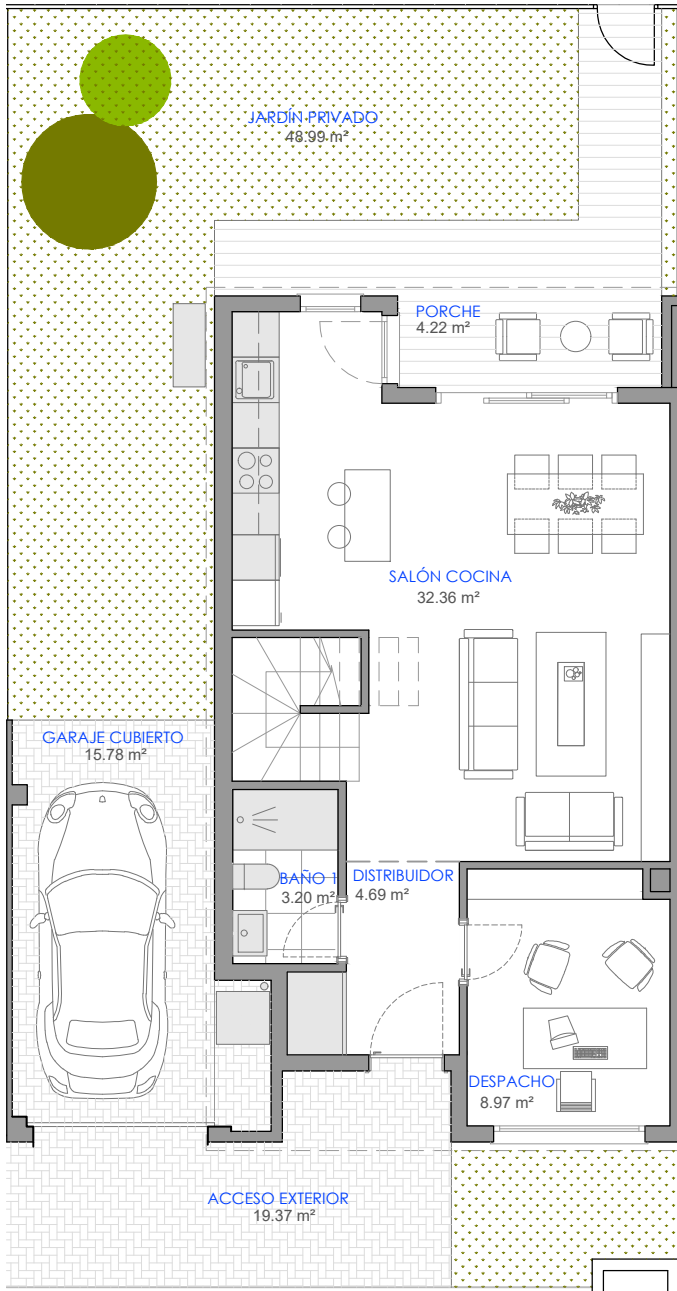 JARDÍN PRIVADO
48.99 m²
PORCHE
4.22 m²
SALÓN COCINA
32.36 m²
GARAJE CUBIERTO
15.78 m²
BAÑO 1
3.20 m²
DISTRIBUIDOR
4.69 m²
DESPACHO
8.97 m²
ACCESO EXTERIOR
19.37 m²